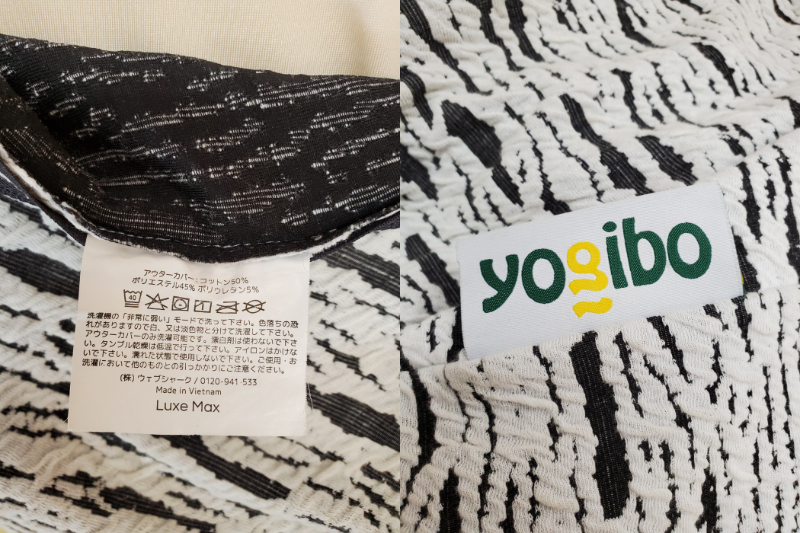 アウターカバー:コットン50%
ポリエステル45% ポリウレタン5%
40
洗濯機の「非常に弱い」モードで洗って下さい。色落ちの恐
れがありますので白、又は淡色物と分けて洗濯して下さい。
アウターカバーのみ洗濯可能です。漂白剤は使わないで下さ
い。タンブル乾燥は低温で行って下さい。アイロンはかけな
いで下さい。濡れた状態で使用しないで下さい。ご使用・お
洗濯において他のものとの引っかかりにご注意ください。
(株) ウェブシャーク / 0120-941-533
Made in Vietnam
Luxe Max
yogibo